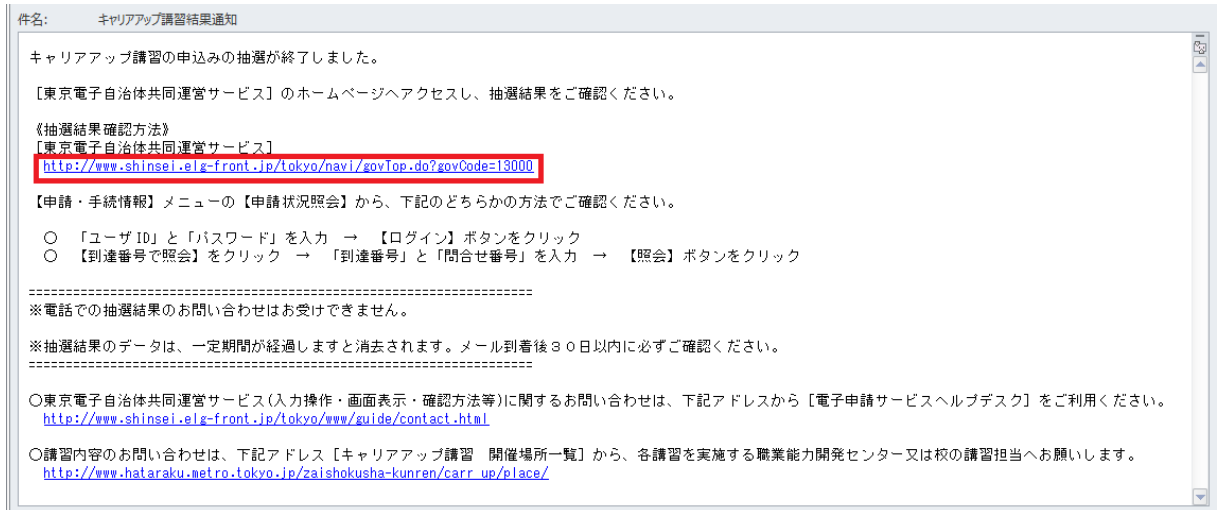 件名: キャリアアップ講習結果通知
キャリアアップ講習の申込みの抽選が終了しました。
［東京電子自治体共同運営サービス］のホームページへアクセスし、抽選結果をご確認ください。
《抽選結果確認方法》
［東京電子自治体共同運営サービス］
http://www.shinsei.elg-front.jp/tokyo/navi/govTop.do?govCode=13000
【申請・手続情報】メニューの【申請状況照会】から、下記のどちらかの方法でご確認ください。
○ 「ユーザID」と「パスワード」を入力 → 【ログイン】ボタンをクリック
○ 【到達番号で照会】をクリック → 「到達番号」と「問合せ番号」を入力 → 【照会】ボタンをクリック
======================================================================
※電話での抽選結果のお問い合わせはお受けできません。
※抽選結果のデータは、一定期間が経過しますと消去されます。メール到着後３０日以内に必ずご確認ください。
======================================================================
○東京電子自治体共同運営サービス(入力操作・画面表示・確認方法等)に関するお問い合わせは、下記アドレスから［電子申請サービスヘルプデスク］をご利用ください。
http://www.shinsei.elg-front.jp/tokyo/www/guide/contact.html
○講習内容のお問い合わせは、下記アドレス［キャリアアップ講習　開催場所一覧］から、各講習を実施する職業能力開発センター又は校の講習担当へお願いします。
http://www.hataraku.metro.tokyo.jp/zaishokusha-kunren/carr_up/place/